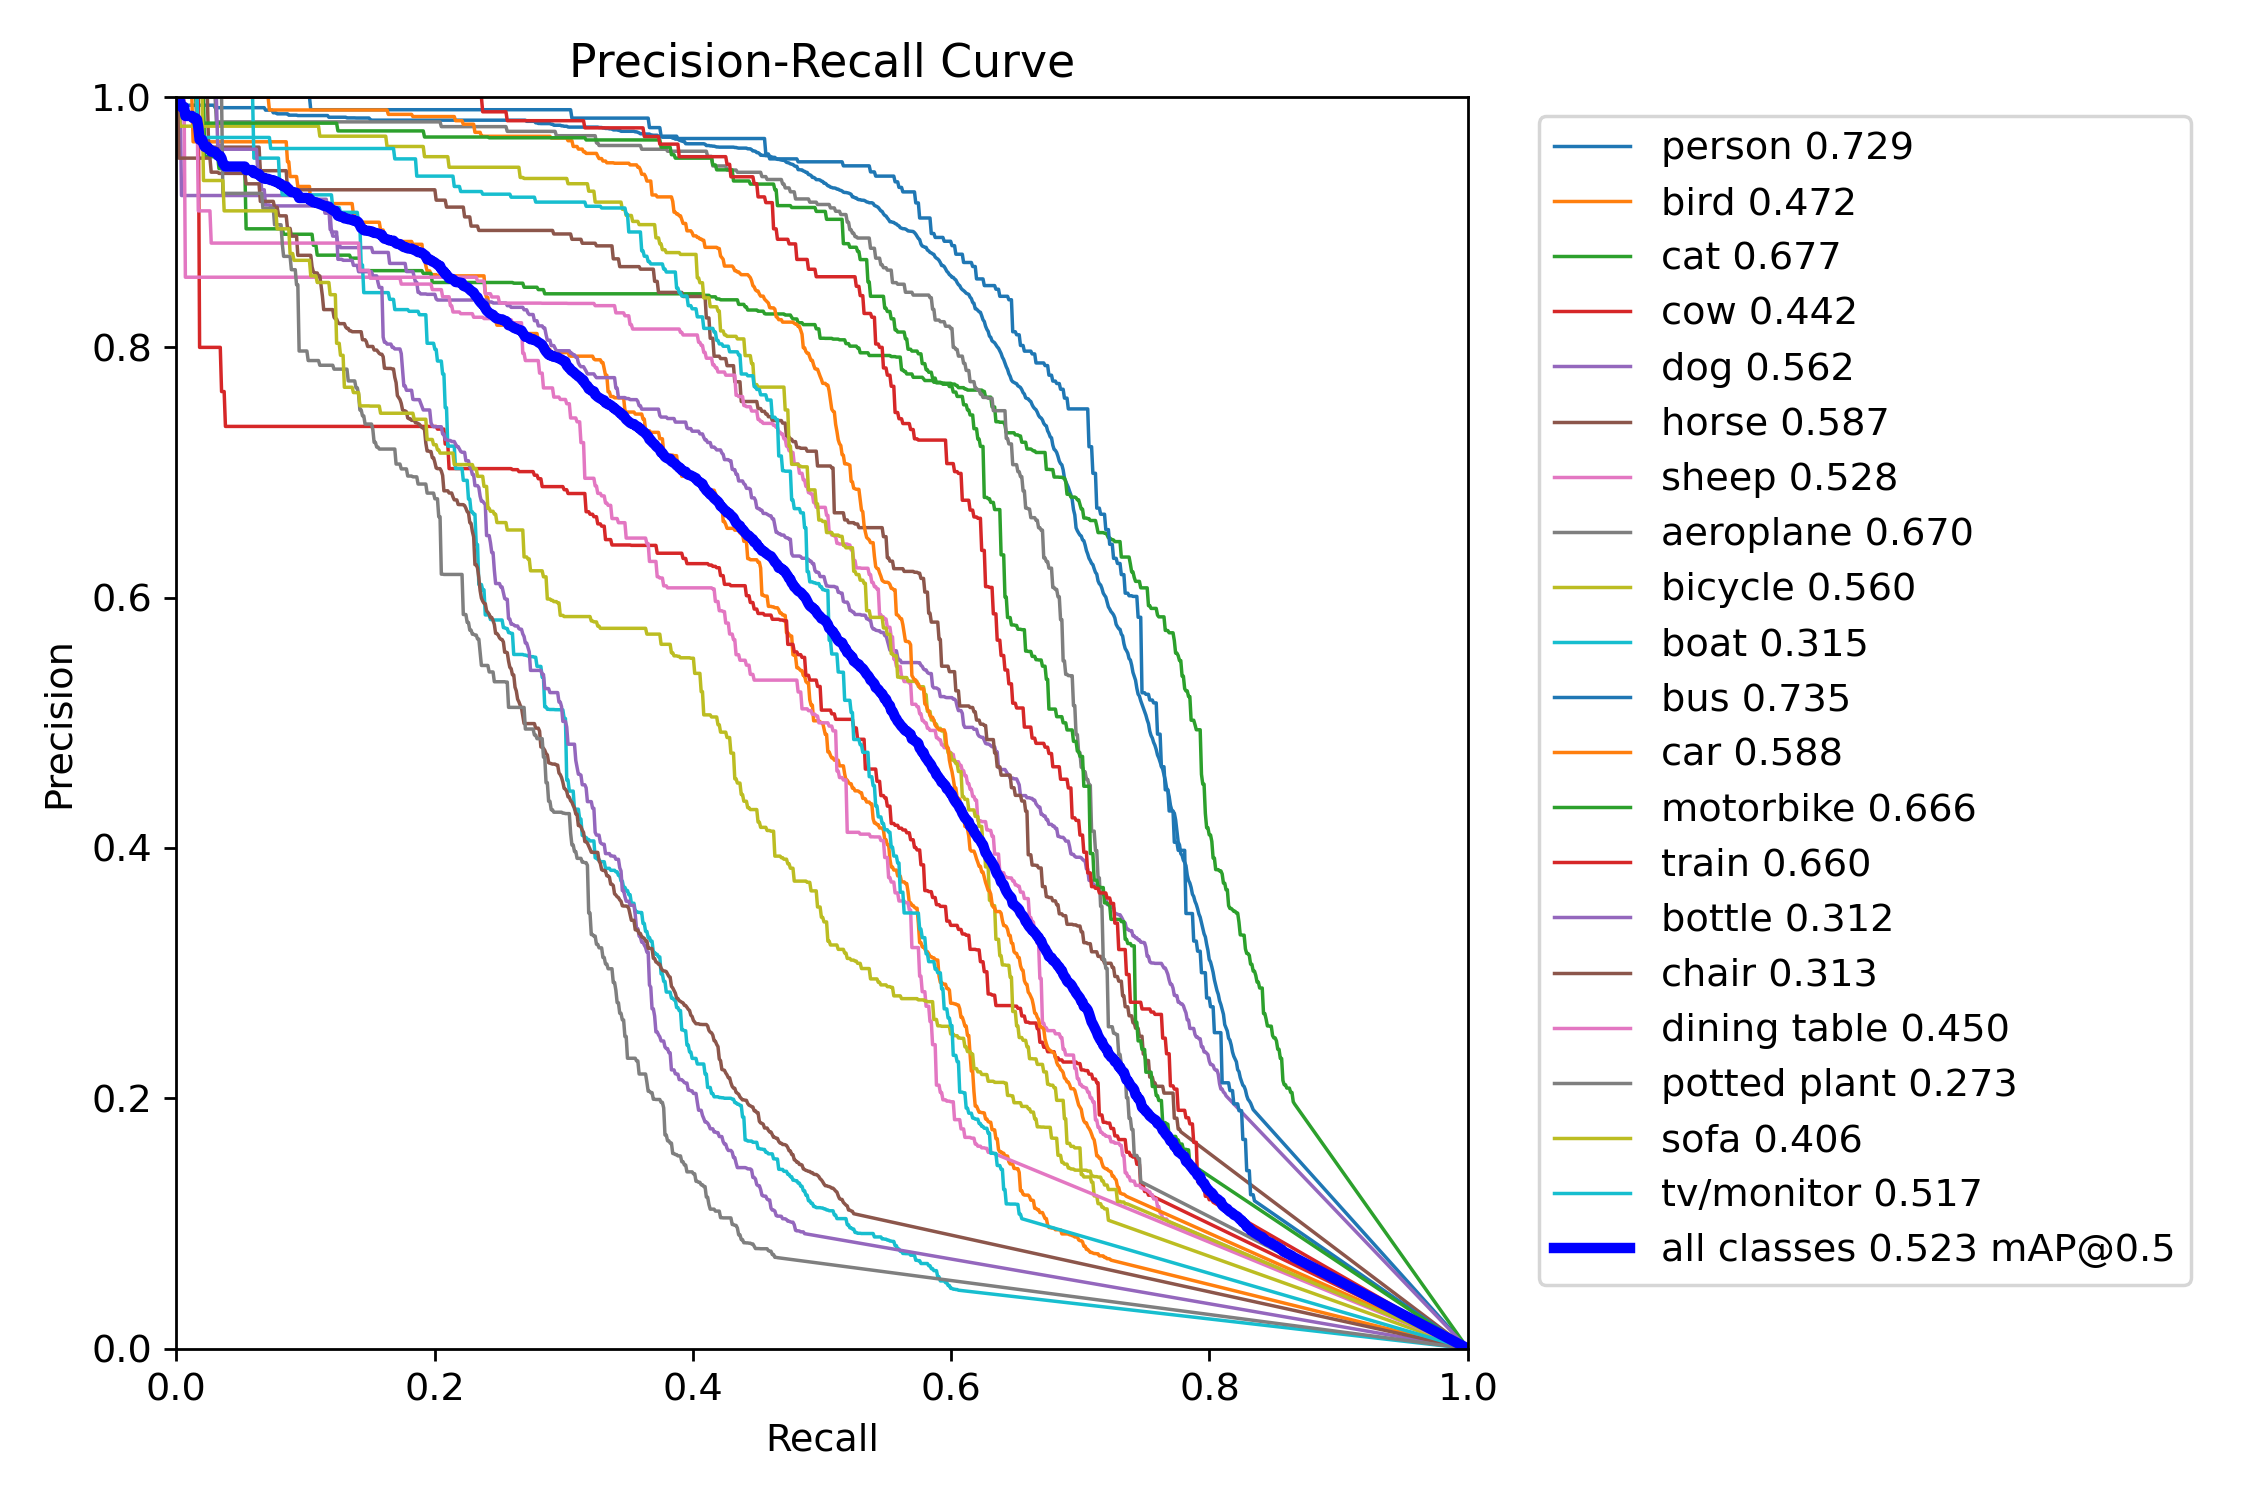 Precision-Recall Curve
1.0
0.8
0.6
0.4
0.2
0.0
Precision
0.0 0.2 0.4 0.6 0.8 1.0
Recall
person 0.729
bird 0.472
cat 0.677
cow 0.442
dog 0.562
horse 0.587
sheep 0.528
aeroplane 0.670
bicycle 0.560
boat 0.315
bus 0.735
car 0.588
motorbike 0.666
train 0.660
bottle 0.312
chair 0.313
dining table 0.450
potted plant 0.273
sofa 0.406
tv/monitor 0.517
all classes 0.523 mAP@0.5